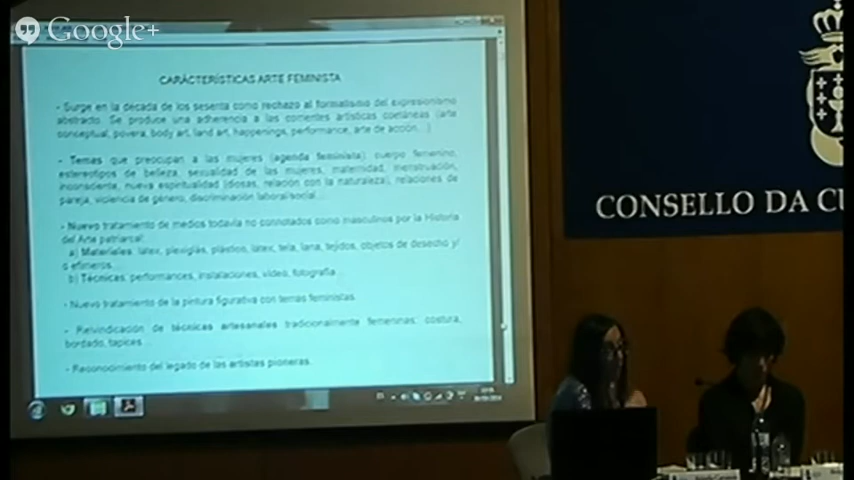 Google+
CARÁCTERÍSTICAS ARTE FEMINISTA
- Surge en la década de los sesenta como rechazo al formalismo del expresionismo
abstracto. Se produce una adherencia a las corrientes artísticas coetáneas (arte
conceptual, povera, body art, land art, happenings, performance, arte de acción...)
- Temas que preocupan a las mujeres (agenda feminista): cuerpo femenino,
estereotipos de belleza, sexualidad de las mujeres, maternidad, menstruación,
inconsciente, nueva espiritualidad (diosas, relación con la naturaleza), relaciones de
pareja, violencia de género, discriminación laboral/social...
- Nuevo tratamiento de medios todavía no connotados como masculinos por la Historia
del Arte patriarcal:
a) Materiales: látex, plexiglás, plástico, látex, tela, lana, tejidos, objetos de desecho y/
o efímeros...
b) Técnicas: performances, instalaciones, vídeo, fotografía...
- Nuevo tratamiento de la pintura figurativa con temas feministas.
- Reivindicación de técnicas artesanales tradicionalmente femeninas: costura,
bordado, tapices...
- Reconocimiento del legado de las artistas pioneras.
CONSELLO DA CU